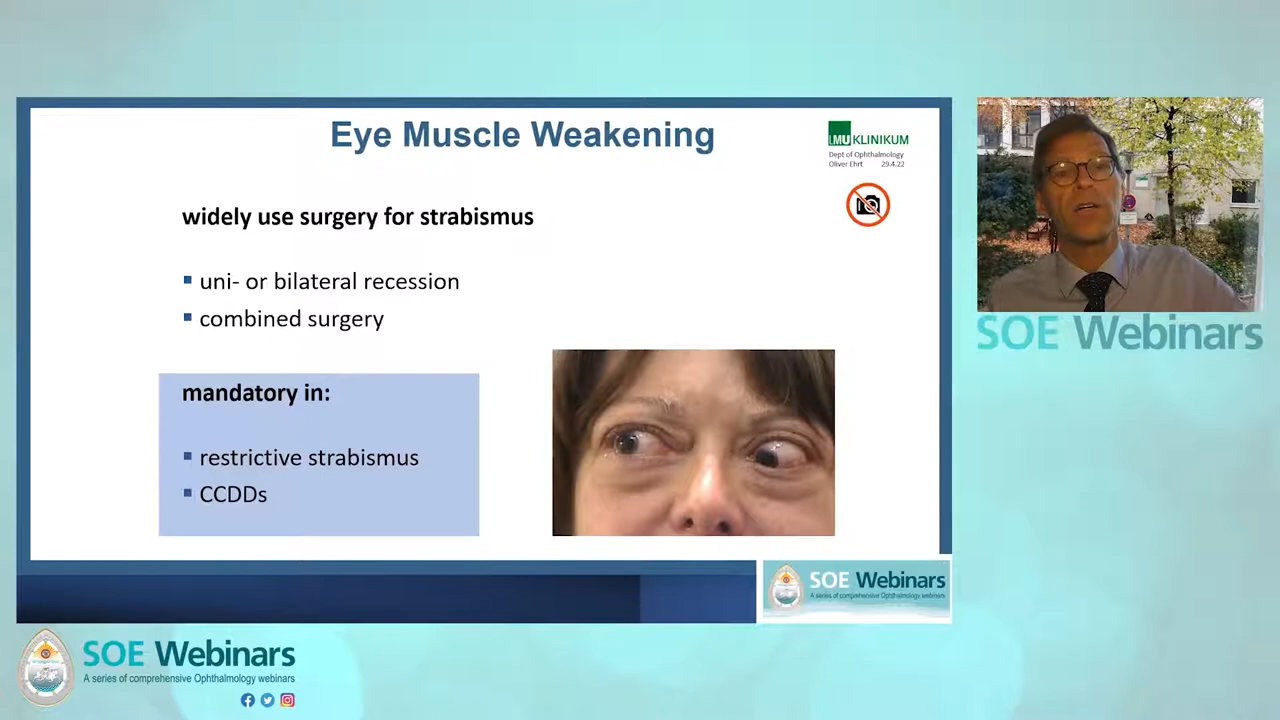 Eye Muscle Weakening
LMU KLINIKUM
Dept of Ophthalmology
Oliver Ehrt 29.4.22
widely use surgery for strabismus
uni- or bilateral recession
combined surgery
mandatory in:
restrictive strabismus
CCDDs
SOE Webinars
SOE Webinars
A series of comprehensive Ophthalmology webinars
SOE Webinars
A series of comprehensive Ophthalmology webinars